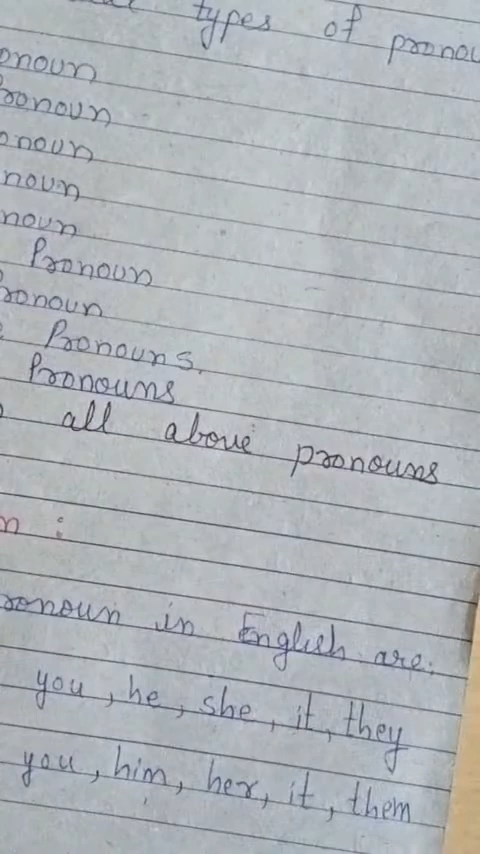 types of pronou
onoun
ronoun
onoun
noun
noun
Pronoun
ronoun
Pronouns.
Pronouns
all above pronouns
n :
ronoun in English are.
you, he, she, it, they
you, him, her, it, them